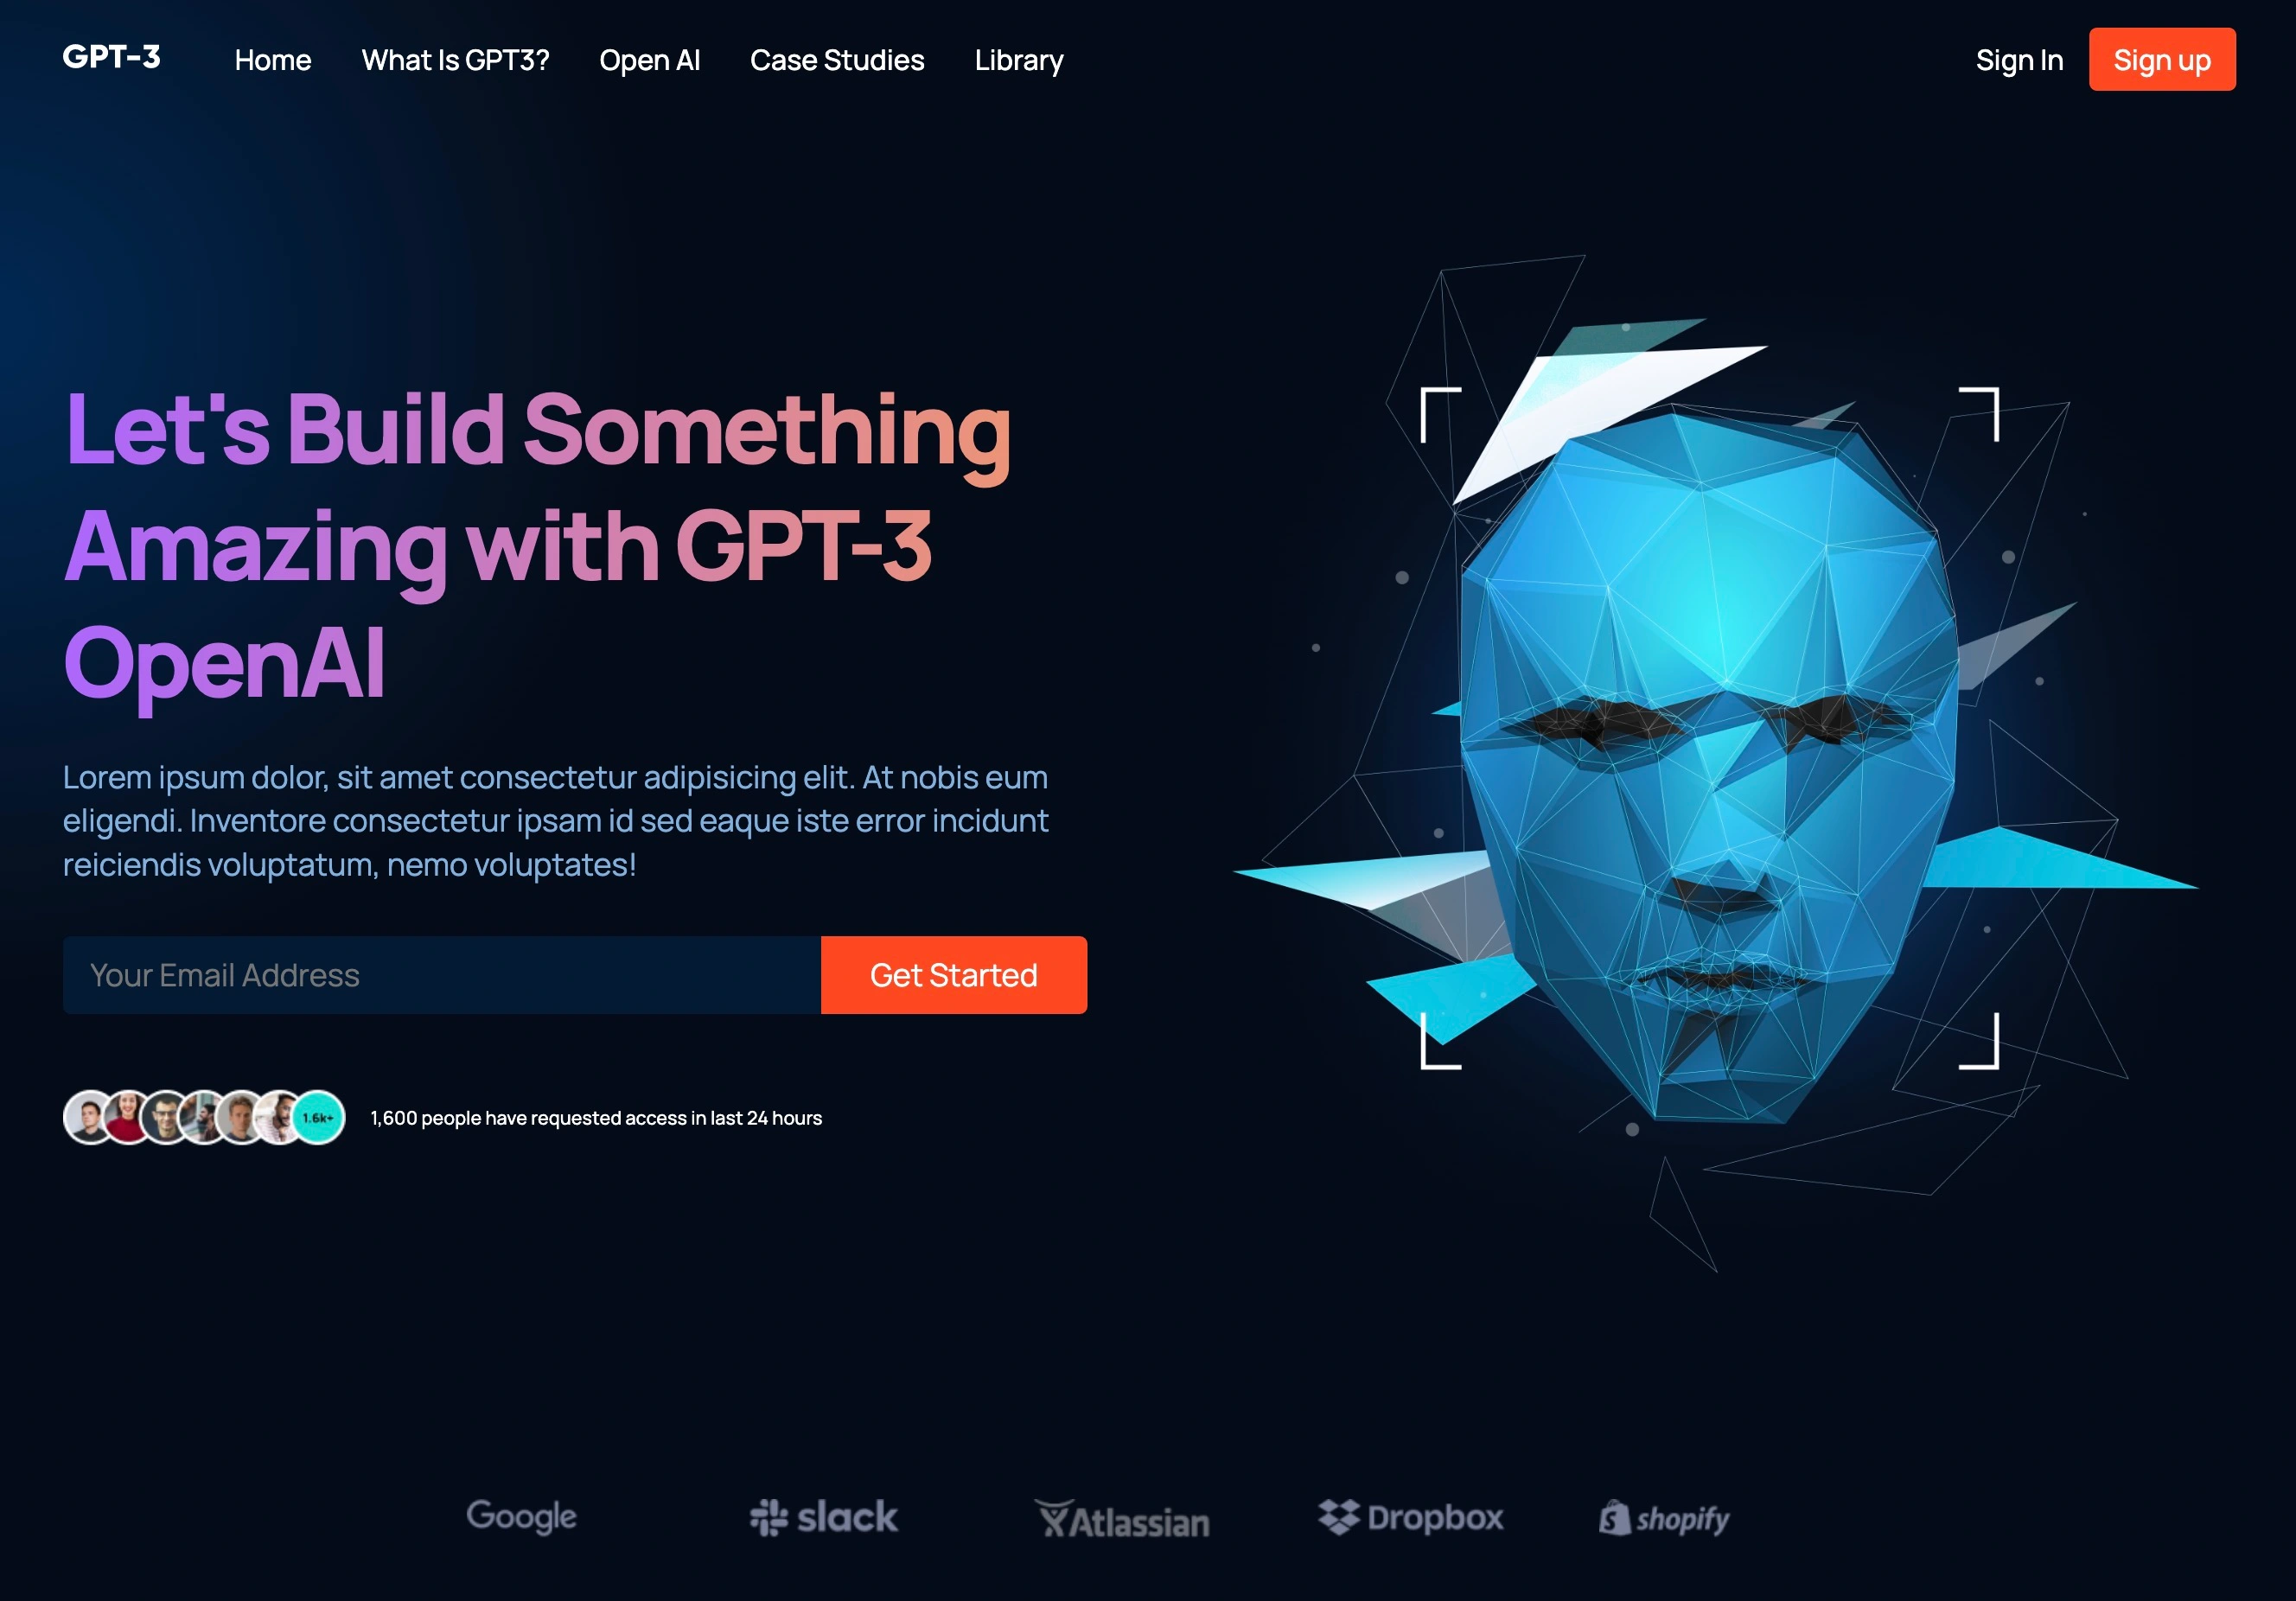 GPT-3 Home What Is GPT3? Open AI Case Studies Library Sign In Sign up
Let's Build Something
Amazing with GPT-3
OpenAI
Lorem ipsum dolor, sit amet consectetur adipisicing elit. At nobis eum
eligendi. Inventore consectetur ipsam id sed eaque iste error incidunt
reiciendis voluptatum, nemo voluptates!
Your Email Address Get Started
1.6k+ 1,600 people have requested access in last 24 hours
Google slack Atlassian Dropbox shopify